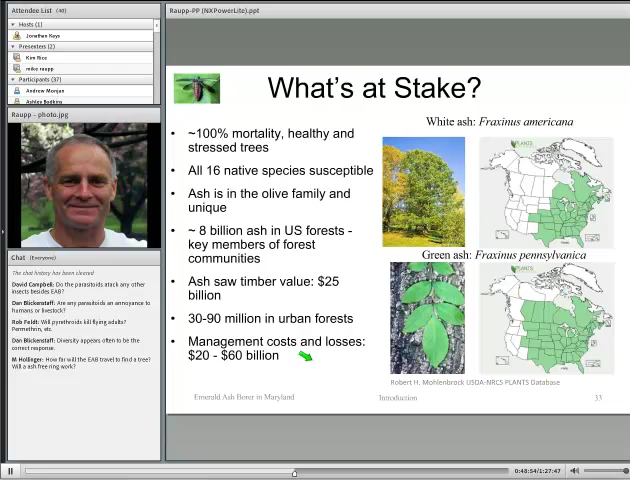 Attendee List (40)
Hosts (1)
Jonathan Kays
Presenters (2)
Kim Rice
mike raupp
Participants (37)
Andrew Monjan
Ashley Bodkins
Raupp - photo.jpg
Chat (Everyone)
The chat history has been cleared
David Campbell: Do the parasitoids attack any other
insects besides EAB?
Dan Blickenstaff: Are any parasitoids an annoyance to
humans or livestock?
Rob Feldt: Will pyrethroids kill flying adults?
Permethrin, etc.
Dan Blickenstaff: Diversity appears often to be the
correct response.
M Hollinger: How far will the EAB travel to find a tree?
Will a ash free ring work?
Raupp-PP (NXPowerLite).ppt
What's at Stake?
• ~100% mortality, healthy and
stressed trees
• All 16 native species susceptible
• Ash is in the olive family and
unique
• ~ 8 billion ash in US forests -
key members of forest
communities
• Ash saw timber value: $25
billion
• 30-90 million in urban forests
• Management costs and losses:
$20 - $60 billion
White ash: Fraxinus americana
PLANTS
Green ash: Fraxinus pennsylvanica
PLANTS
Robert H. Mohlenbrock USDA-NRCS PLANTS Database
Emerald Ash Borer in Maryland
Introduction
33
0:48:54/1:27:47